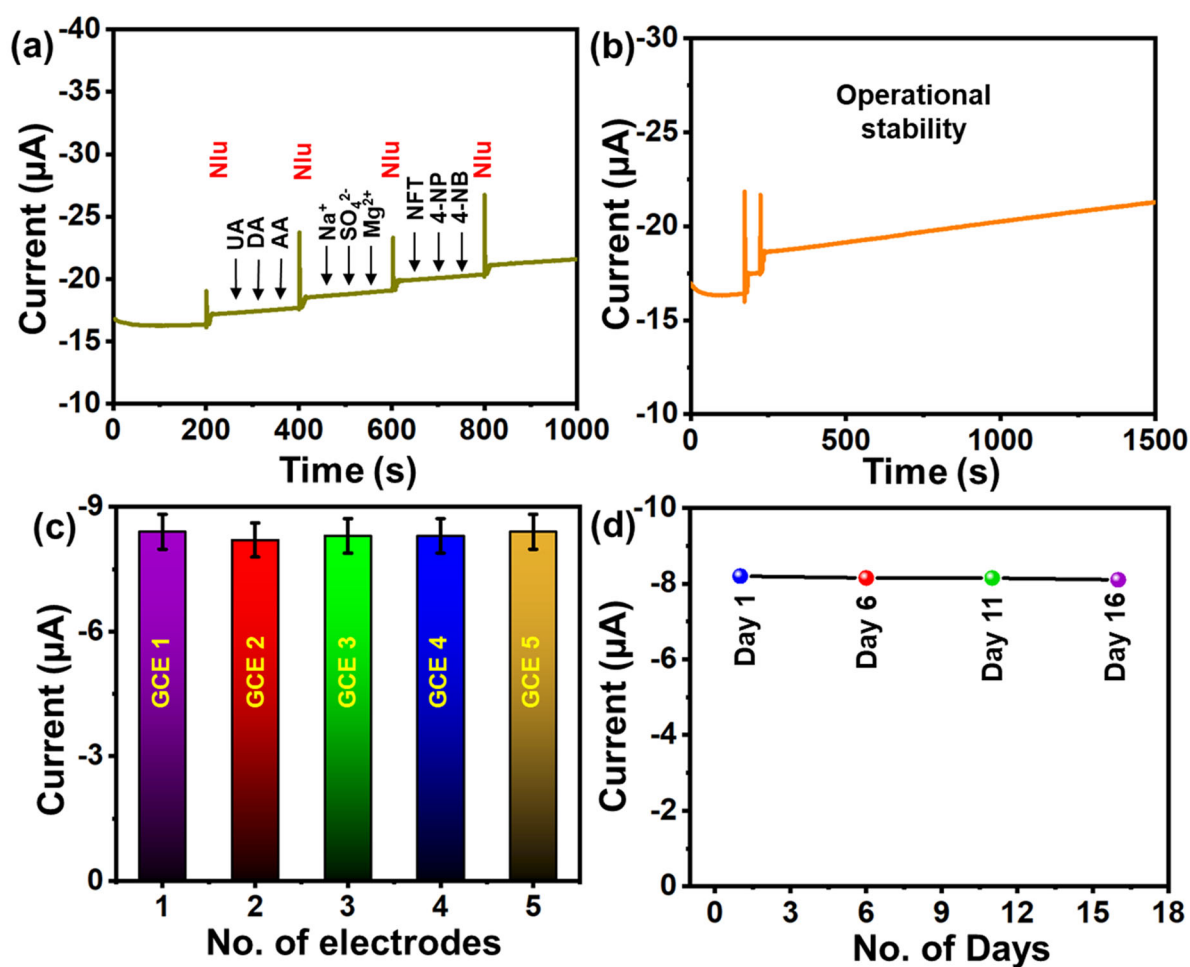 (a)
-40
-35
-30
-25
-20
-15
-10
Current (µA)
Nlu
Nlu
Nlu
Nlu
UA
DA
AA
Na⁺
SO₄²⁻
Mg²⁺
NFT
4-NP
4-NB
0
200
400
600
800
1000
Time (s)
(b)
-30
-25
-20
-15
-10
Current (µA)
Operational
stability
0
500
1000
1500
Time (s)
(c)
-9
-6
-3
0
Current (µA)
GCE 1
GCE 2
GCE 3
GCE 4
GCE 5
1
2
3
4
5
No. of electrodes
(d)
-10
-8
-6
-4
-2
0
Current (µA)
Day 1
Day 6
Day 11
Day 16
0
3
6
9
12
15
18
No. of Days